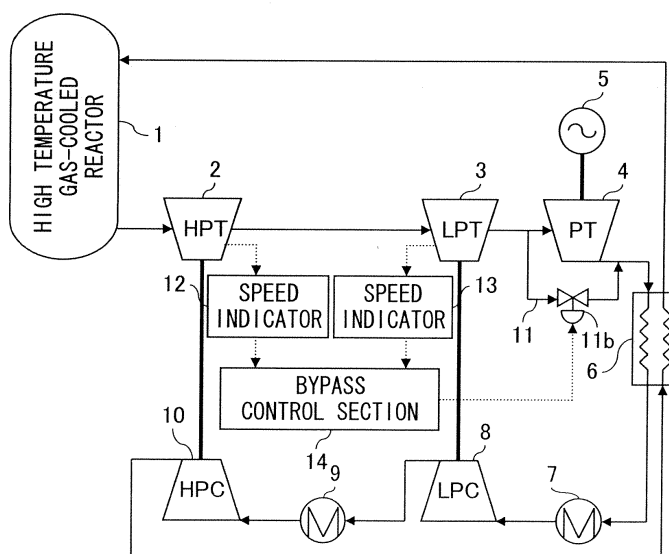 HIGH TEMPERATURE
GAS-COOLED
REACTOR
1
2
HPT
3
LPT
5
4
PT
12
SPEED
INDICATOR
SPEED
INDICATOR
13
11
11b
6
BYPASS
CONTROL SECTION
14
10
HPC
9
8
LPC
7